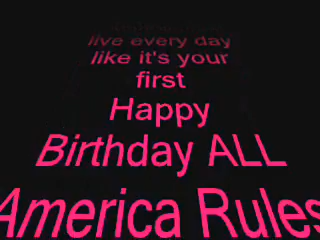 live every day
like it's your
first
Happy
Birthday ALL
America Rules